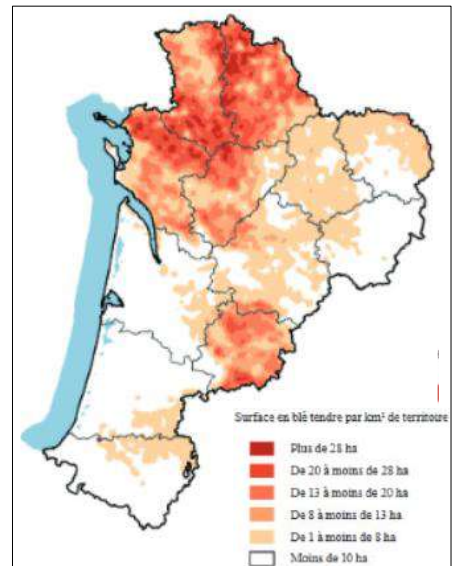 Surface en blé tendre par km² de territoire
Plus de 28 ha
De 20 à moins de 28 ha
De 13 à moins de 20 ha
De 8 à moins de 13 ha
De 1 à moins de 8 ha
Moins de 10 ha